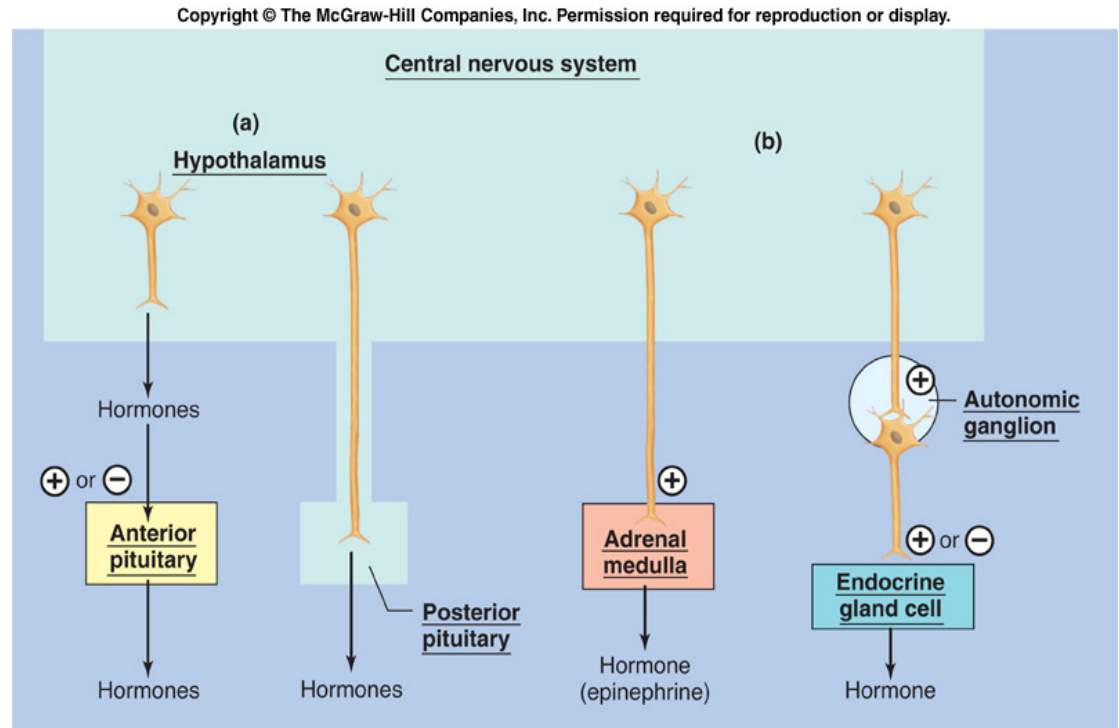 Copyright © The McGraw-Hill Companies, Inc. Permission required for reproduction or display.
Central nervous system
(a)
Hypothalamus
(b)
Hormones
+ or −
Anterior
pituitary
Hormones
Posterior
pituitary
Hormones
+
Adrenal
medulla
Hormone
(epinephrine)
+
Autonomic
ganglion
+ or −
Endocrine
gland cell
Hormone